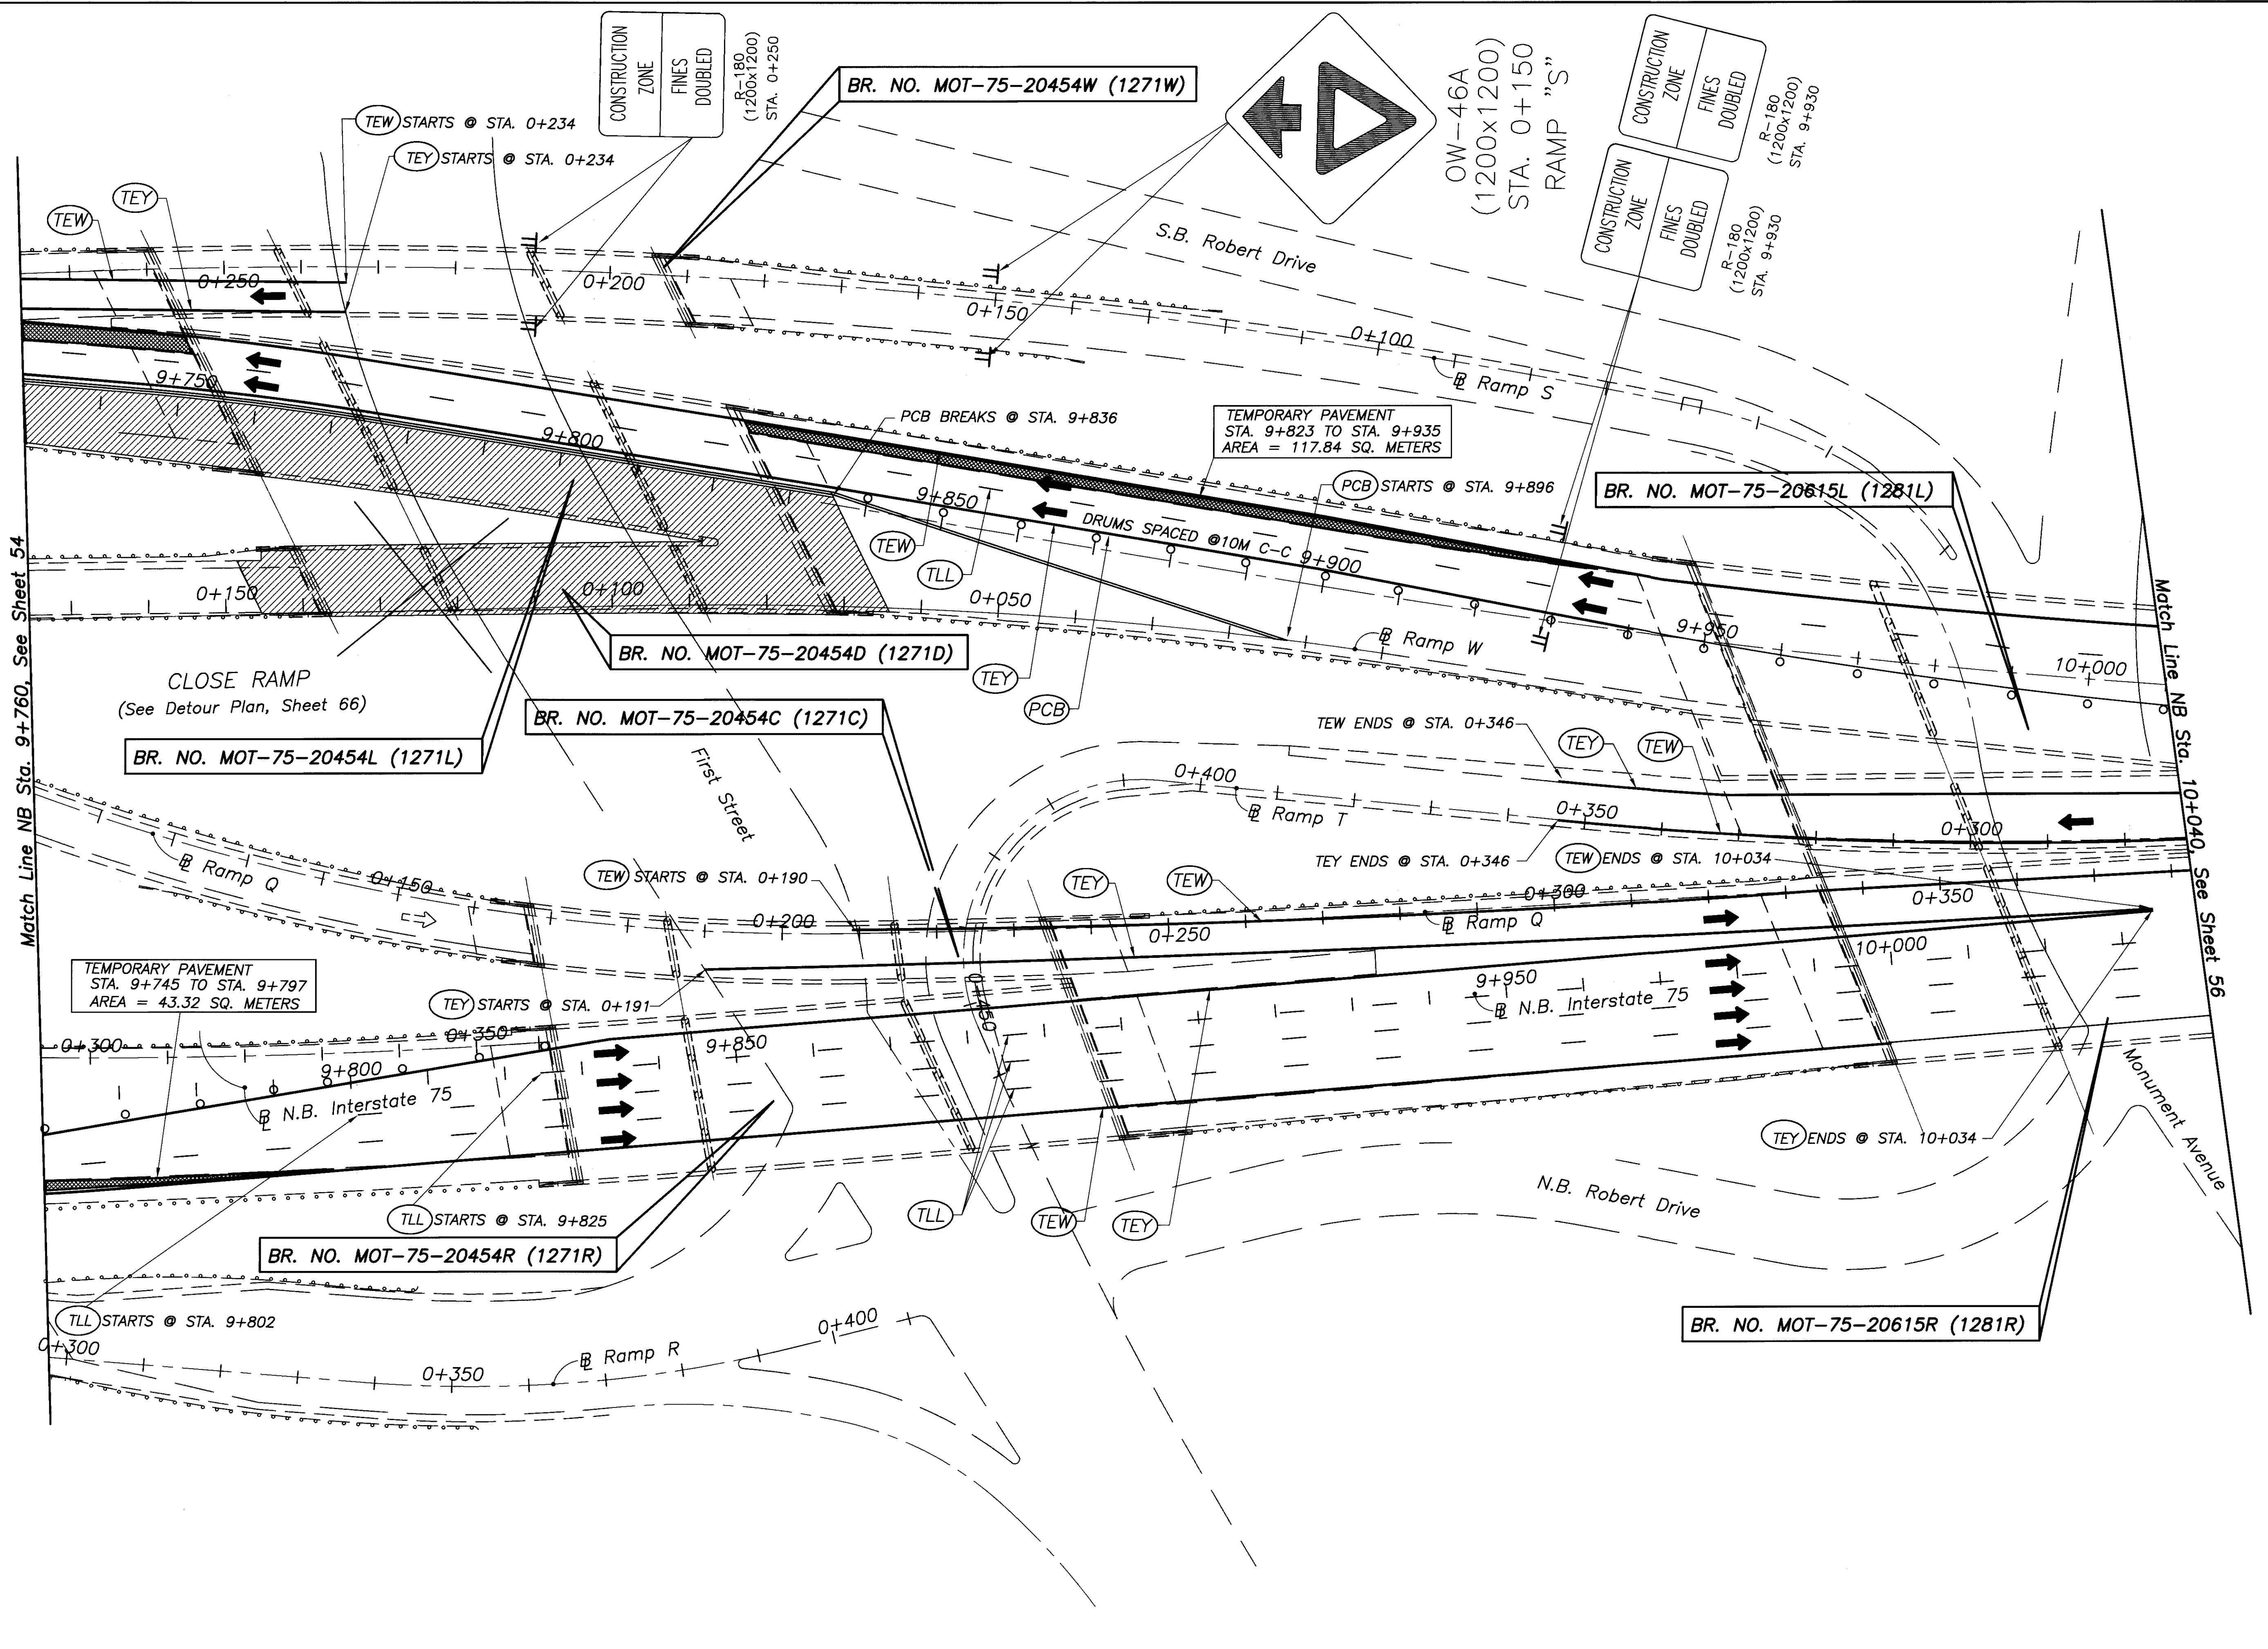 CONSTRUCTION
ZONE
FINES
DOUBLED
R-180
(1200x1200)
STA. 0+250
BR. NO. MOT-75-20454W (1271W)
OW-46A
(1200x1200)
STA. 0+150
RAMP "S"
CONSTRUCTION
ZONE
FINES
DOUBLED
R-180
(1200x1200)
STA. 9+930
CONSTRUCTION
ZONE
FINES
DOUBLED
R-180
(1200x1200)
STA. 9+930
TEW STARTS @ STA. 0+234
TEY STARTS @ STA. 0+234
TEY
TEW
S.B. Robert Drive
0+250
0+200
0+150
0+100
Ramp S
9+750
9+800
PCB BREAKS @ STA. 9+836
TEMPORARY PAVEMENT
STA. 9+823 TO STA. 9+935
AREA = 117.84 SQ. METERS
PCB STARTS @ STA. 9+896
BR. NO. MOT-75-20615L (1281L)
9+850
DRUMS SPACED @10M C-C
9+900
TEW
TLL
0+150
0+100
0+050
9+950
10+000
Ramp W
BR. NO. MOT-75-20454D (1271D)
TEY
PCB
CLOSE RAMP
(See Detour Plan, Sheet 66)
BR. NO. MOT-75-20454C (1271C)
BR. NO. MOT-75-20454L (1271L)
First Street
TEW ENDS @ STA. 0+346
TEY
TEW
0+400
Ramp T
0+350
0+300
TEY ENDS @ STA. 0+346
TEW ENDS @ STA. 10+034
Match Line NB Sta. 9+760, See Sheet 54
Match Line NB Sta. 10+040, See Sheet 56
Ramp Q
0+150
TEW STARTS @ STA. 0+190
TEY
TEW
0+200
0+250
0+300
Ramp Q
0+350
TEMPORARY PAVEMENT
STA. 9+745 TO STA. 9+797
AREA = 43.32 SQ. METERS
TEY STARTS @ STA. 0+191
0+450
9+950
10+000
N.B. Interstate 75
0+300
0+350
9+850
9+800
N.B. Interstate 75
TEY ENDS @ STA. 10+034
Monument Avenue
N.B. Robert Drive
TLL STARTS @ STA. 9+825
TLL
TEW
TEY
BR. NO. MOT-75-20454R (1271R)
TLL STARTS @ STA. 9+802
BR. NO. MOT-75-20615R (1281R)
0+300
0+350
Ramp R
0+400